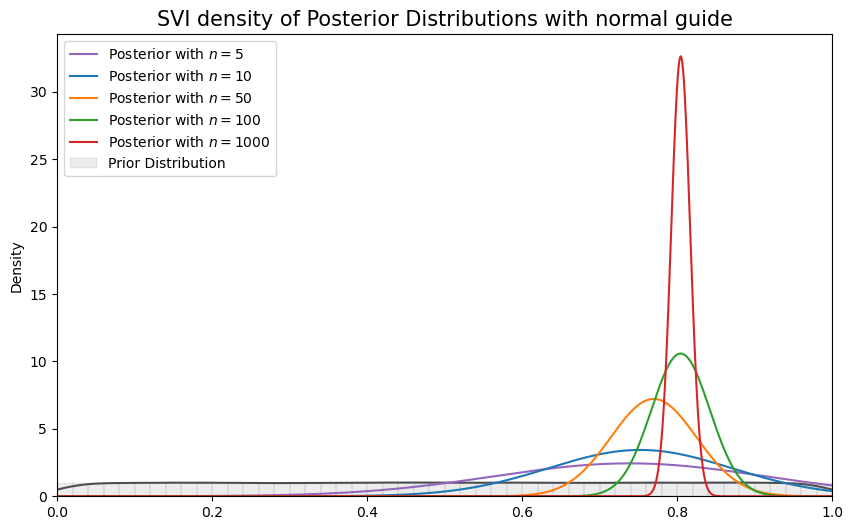 SVI density of Posterior Distributions with normal guide
Posterior with n = 5
Posterior with n = 10
Posterior with n = 50
Posterior with n = 100
Posterior with n = 1000
Prior Distribution
Density
30
25
20
15
10
5
0
0.0 0.2 0.4 0.6 0.8 1.0